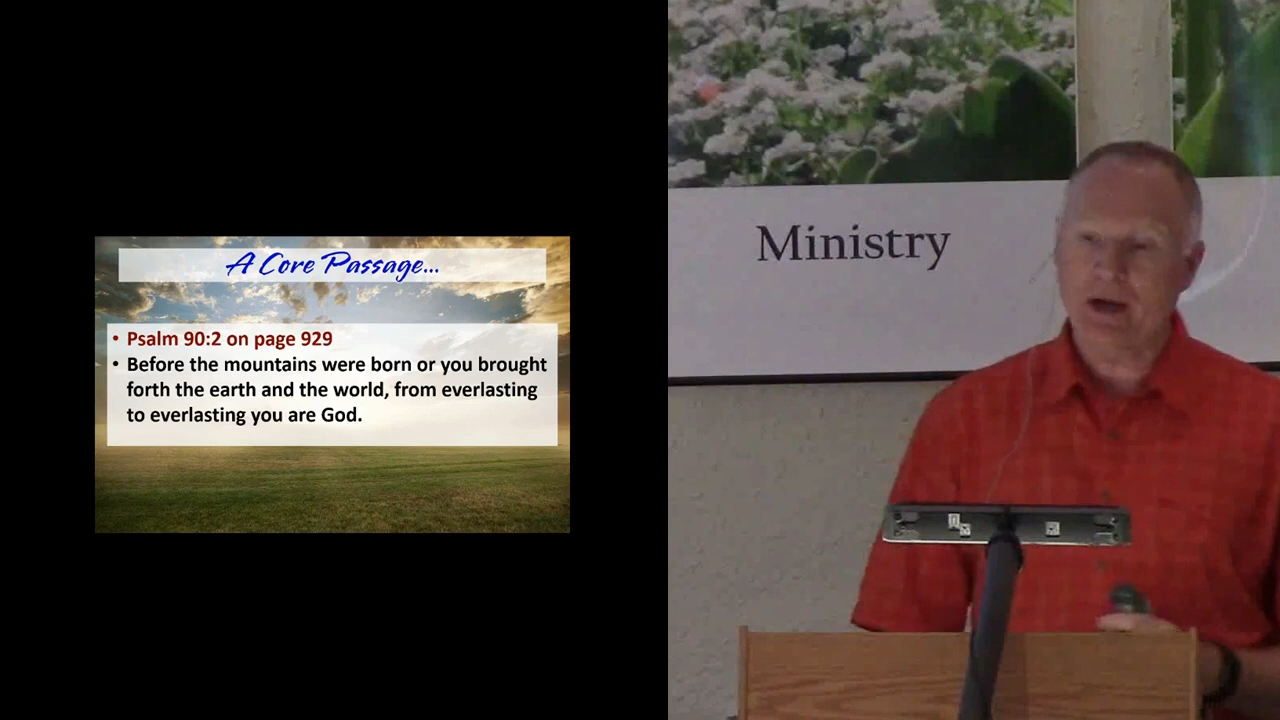 A Core Passage...
• Psalm 90:2 on page 929
• Before the mountains were born or you brought
forth the earth and the world, from everlasting
to everlasting you are God.
Ministry